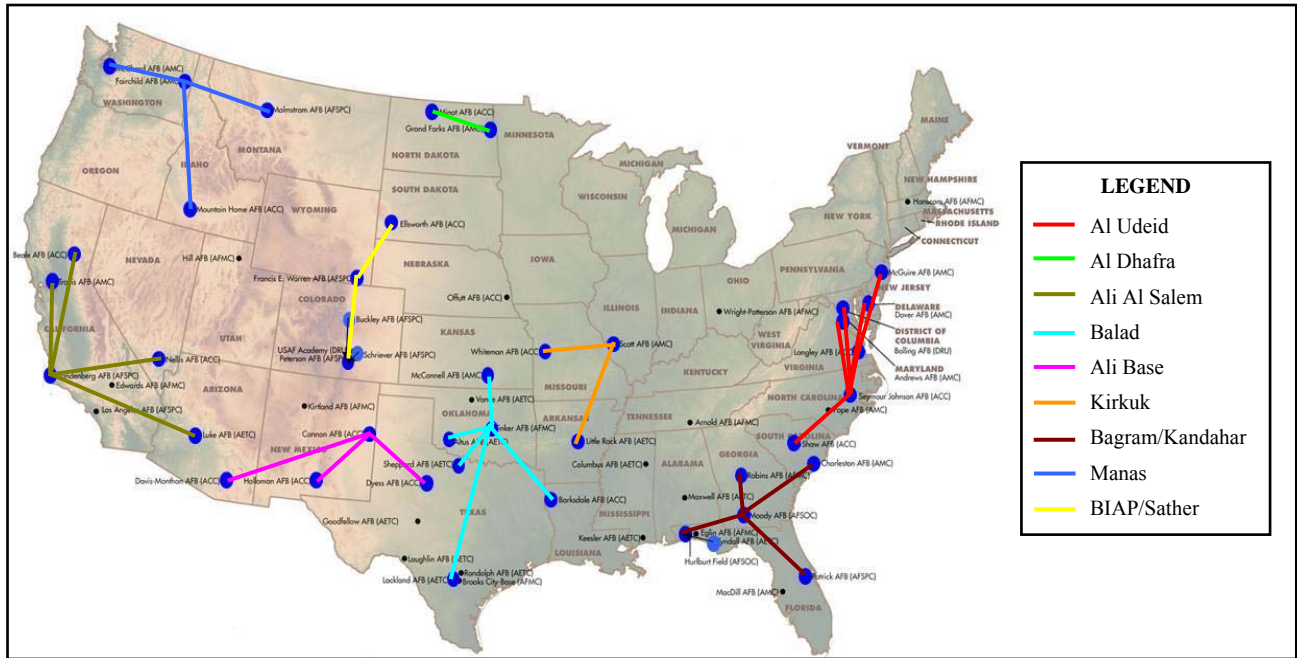 McChord AFB (AMC)
Fairchild AFB (AMC)
WASHINGTON
Malmstrom AFB (AFSPC)
MONTANA
Minot AFB (ACC)
Grand Forks AFB (AMC)
MINNESOTA
NORTH DAKOTA
OREGON
IDAHO
Mountain Home AFB (ACC)
WYOMING
SOUTH DAKOTA
Ellsworth AFB (ACC)
WISCONSIN
MICHIGAN
MICHIGAN
MAINE
VERMONT
NEW HAMPSHIRE
Hanscom AFB (AFMC)
MASSACHUSETTS
RHODE ISLAND
CONNECTICUT
NEW YORK
Beale AFB (ACC)
Travis AFB (AMC)
NEVADA
Hill AFB (AFMC)
CALIFORNIA
UTAH
Francis E. Warren AFB (AFSPC)
NEBRASKA
Offutt AFB (ACC)
IOWA
COLORADO
Buckley AFB (AFSPC)
USAF Academy (DRU)
Schriever AFB (AFSPC)
Peterson AFB (AFSPC)
KANSAS
ILLINOIS
INDIANA
OHIO
Wright-Patterson AFB (AFMC)
PENNSYLVANIA
McGuire AFB (AMC)
NEW JERSEY
DELAWARE
Dover AFB (AMC)
DISTRICT OF
COLUMBIA
Bolling AFB (DRU)
MARYLAND
Andrews AFB (AMC)
WEST
VIRGINIA
Langley AFB (ACC)
VIRGINIA
Nellis AFB (ACC)
Vandenberg AFB (AFSPC)
Edwards AFB (AFMC)
Los Angeles AFB (AFSPC)
ARIZONA
Luke AFB (AETC)
Whiteman AFB (ACC)
Scott AFB (AMC)
McConnell AFB (AMC)
MISSOURI
KENTUCKY
Kirtland AFB (AFMC)
NEW MEXICO
Cannon AFB (ACC)
Vance AFB (AETC)
OKLAHOMA
Tinker AFB (AFMC)
Altus AFB (AETC)
Sheppard AFB (AETC)
ARKANSAS
Little Rock AFB (AETC)
TENNESSEE
Arnold AFB (AFMC)
NORTH CAROLINA
Seymour Johnson AFB (ACC)
Pope AFB (AMC)
SOUTH CAROLINA
Shaw AFB (ACC)
Charleston AFB (AMC)
Davis-Monthan AFB (ACC)
Holloman AFB (ACC)
Dyess AFB (ACC)
Barksdale AFB (ACC)
Columbus AFB (AETC)
ALABAMA
GEORGIA
Robins AFB (AFMC)
Maxwell AFB (AETC)
Moody AFB (AFSOC)
TEXAS
Goodfellow AFB (AETC)
MISSISSIPPI
Keesler AFB (AETC)
LOUISIANA
Eglin AFB (AFMC)
Tyndall AFB (AETC)
Hurlburt Field (AFSOC)
Laughlin AFB (AETC)
Randolph AFB (AETC)
Lackland AFB (AETC)
Brooks City-Base (AFMC)
Patrick AFB (AFSPC)
MacDill AFB (AMC)
FLORIDA
LEGEND
Al Udeid
Al Dhafra
Ali Al Salem
Balad
Ali Base
Kirkuk
Bagram/Kandahar
Manas
BIAP/Sather